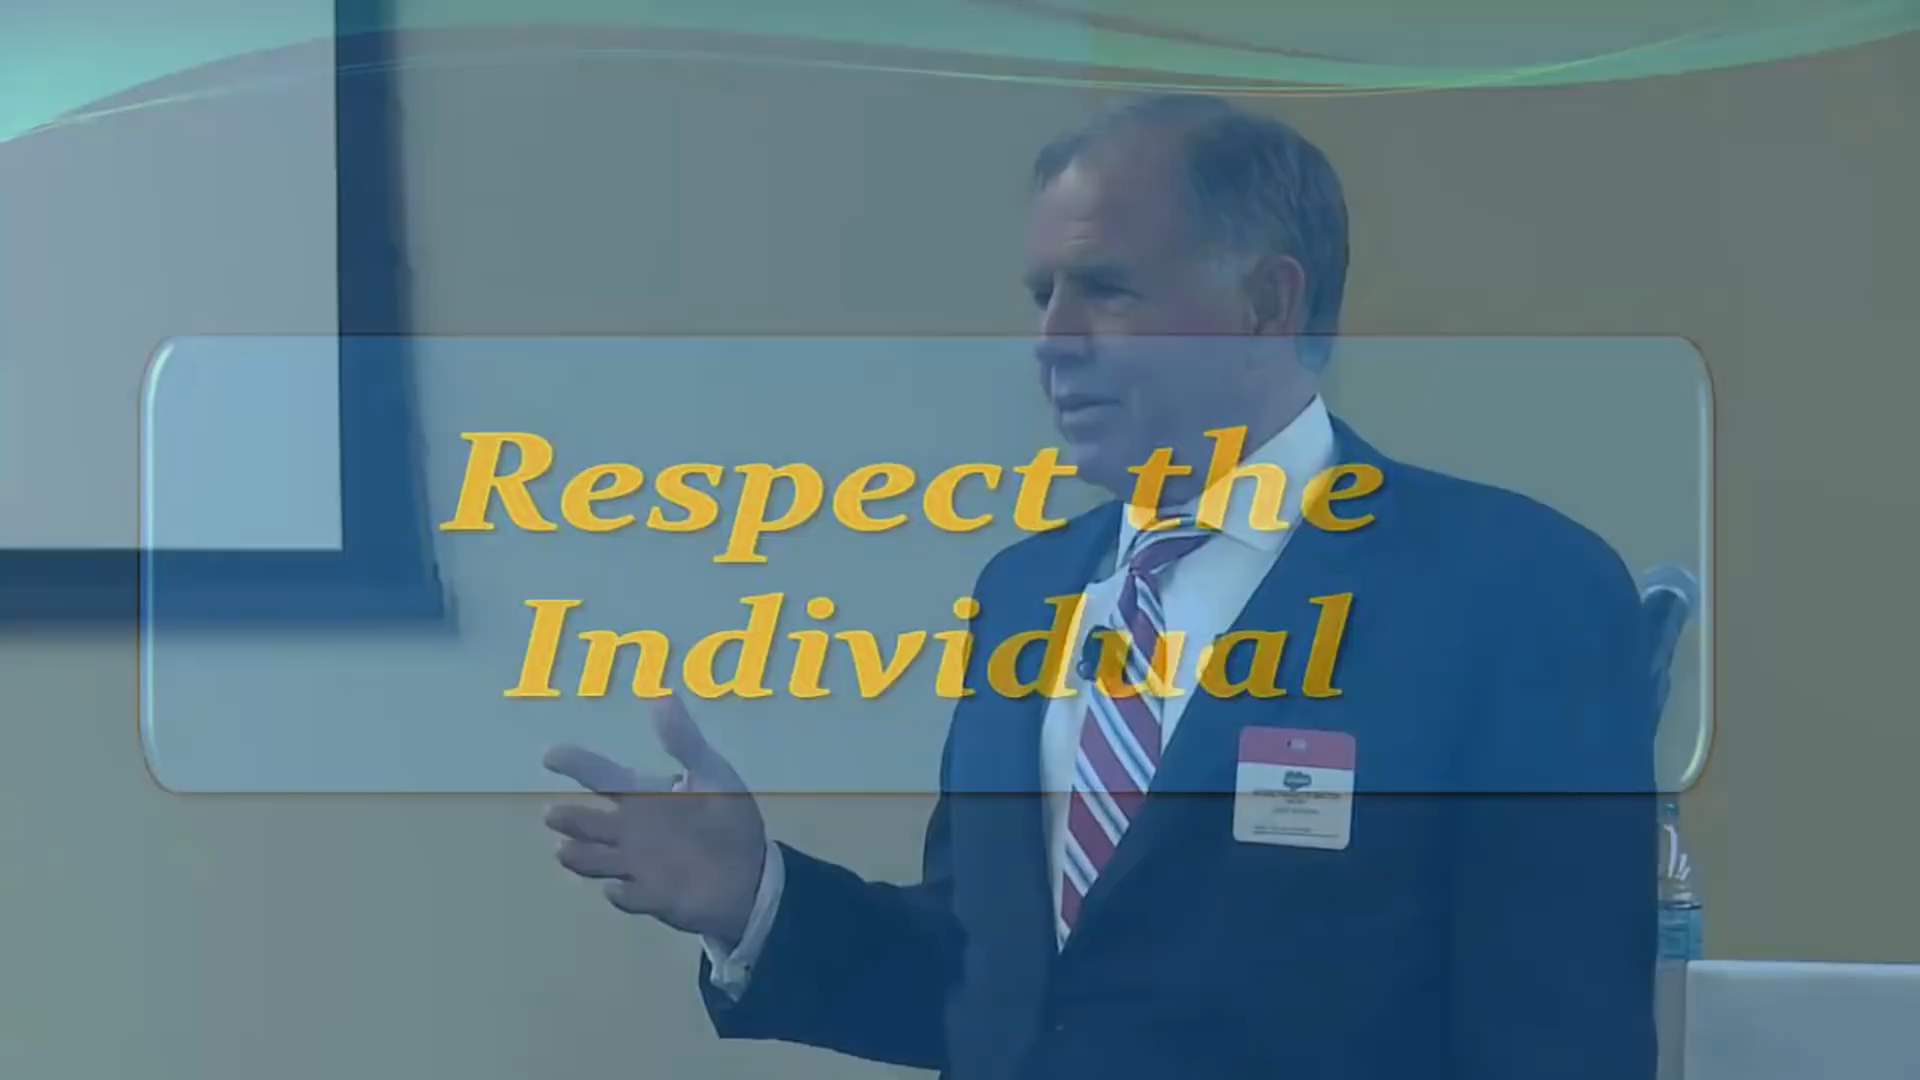 Respect the
Individual